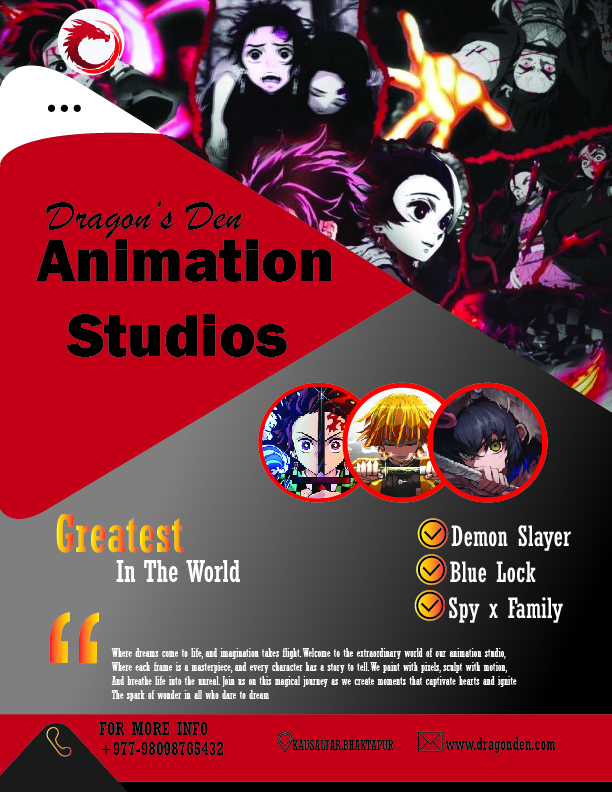 Dragon's Den
Animation
Studios
Greatest
In The World
Demon Slayer
Blue Lock
Spy x Family
“
Where dreams come to life, and imagination takes flight. Welcome to the extraordinary world of our animation studio,
Where each frame is a masterpiece, and every character has a story to tell. We paint with pixels, sculpt with motion,
And breathe life into the unreal. Join us on this magical journey as we create moments that captivate hearts and ignite
The spark of wonder in all who dare to dream
FOR MORE INFO
+977-98098765432
KAUSALTAR,BHAKTAPUR
www.dragonden.com